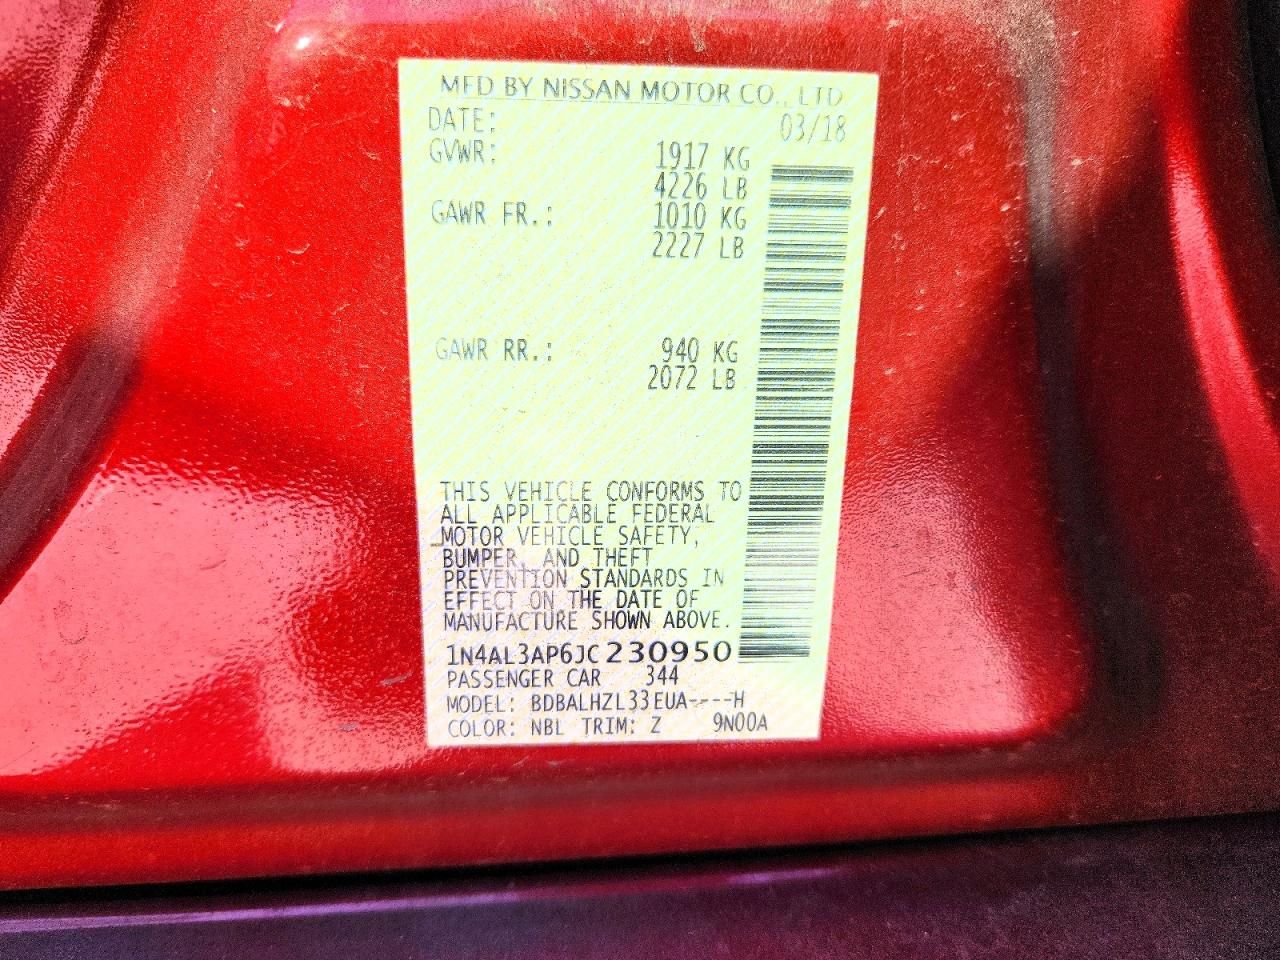 MFD BY NISSAN MOTOR CO., LTD
DATE: 03/18
GVWR: 1917 KG
4226 LB
GAWR FR.: 1010 KG
2227 LB
GAWR RR.: 940 KG
2072 LB
THIS VEHICLE CONFORMS TO
ALL APPLICABLE FEDERAL
MOTOR VEHICLE SAFETY,
BUMPER, AND THEFT
PREVENTION STANDARDS IN
EFFECT ON THE DATE OF
MANUFACTURE SHOWN ABOVE.
1N4AL3AP6JC230950
PASSENGER CAR 344
MODEL: BDBALHZL33EUA----H
COLOR: NBL TRIM: Z 9N00A